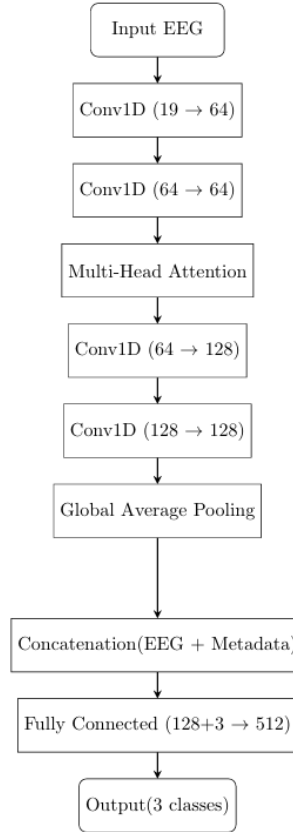 Input EEG
Conv1D (19 → 64)
Conv1D (64 → 64)
Multi-Head Attention
Conv1D (64 → 128)
Conv1D (128 → 128)
Global Average Pooling
Concatenation(EEG + Metadata)
Fully Connected (128+3 → 512)
Output(3 classes)